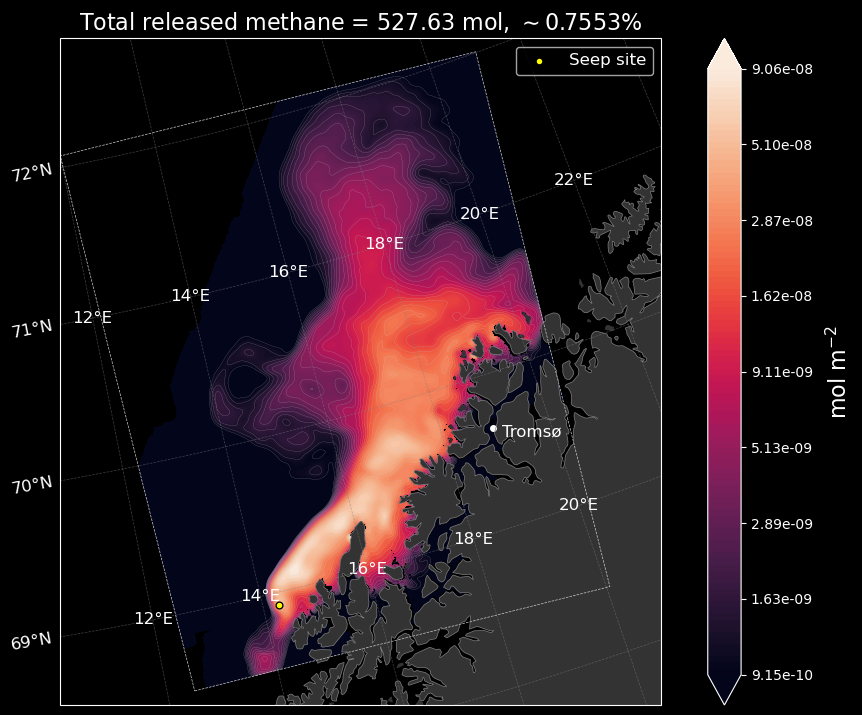 Total released methane = 527.63 mol, ~0.7553%
Seep site
9.06e-08
5.10e-08
2.87e-08
1.62e-08
9.11e-09
5.13e-09
2.89e-09
1.63e-09
9.15e-10
mol m⁻²
72°N
71°N
70°N
69°N
22°E
20°E
18°E
16°E
14°E
12°E
Tromsø
20°E
18°E
16°E
14°E
12°E